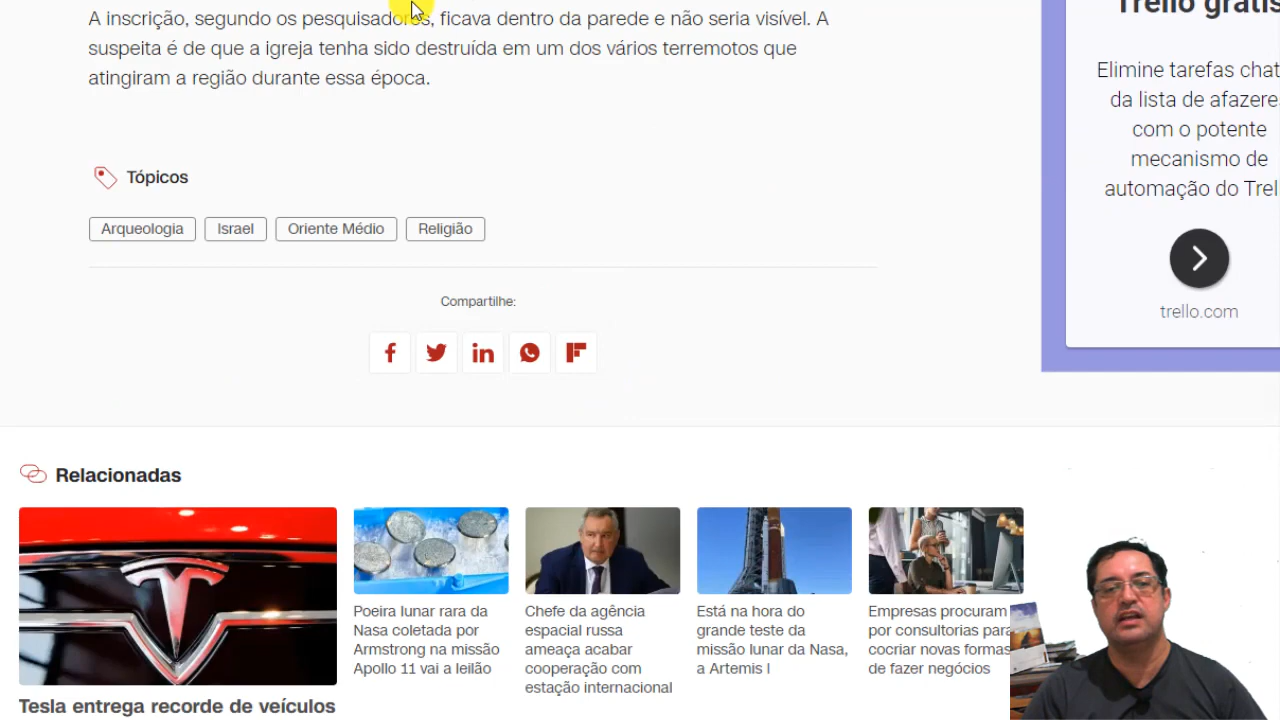 A inscrição, segundo os pesquisadores, ficava dentro da parede e não seria visível. A
suspeita é de que a igreja tenha sido destruída em um dos vários terremotos que
atingiram a região durante essa época.
Tópicos
Arqueologia
Israel
Oriente Médio
Religião
Compartilhe:
Relacionadas
Tesla entrega recorde de veículos
Poeira lunar rara da
Nasa coletada por
Armstrong na missão
Apollo 11 vai a leilão
Chefe da agência
espacial russa
ameaça acabar
cooperação com
estação internacional
Está na hora do
grande teste da
missão lunar da Nasa,
a Artemis I
Empresas procuram
por consultorias para
cocriar novas formas
de fazer negócios
Trello grátis
Elimine tarefas chat
da lista de afazere
com o potente
mecanismo de
automação do Trel
trello.com